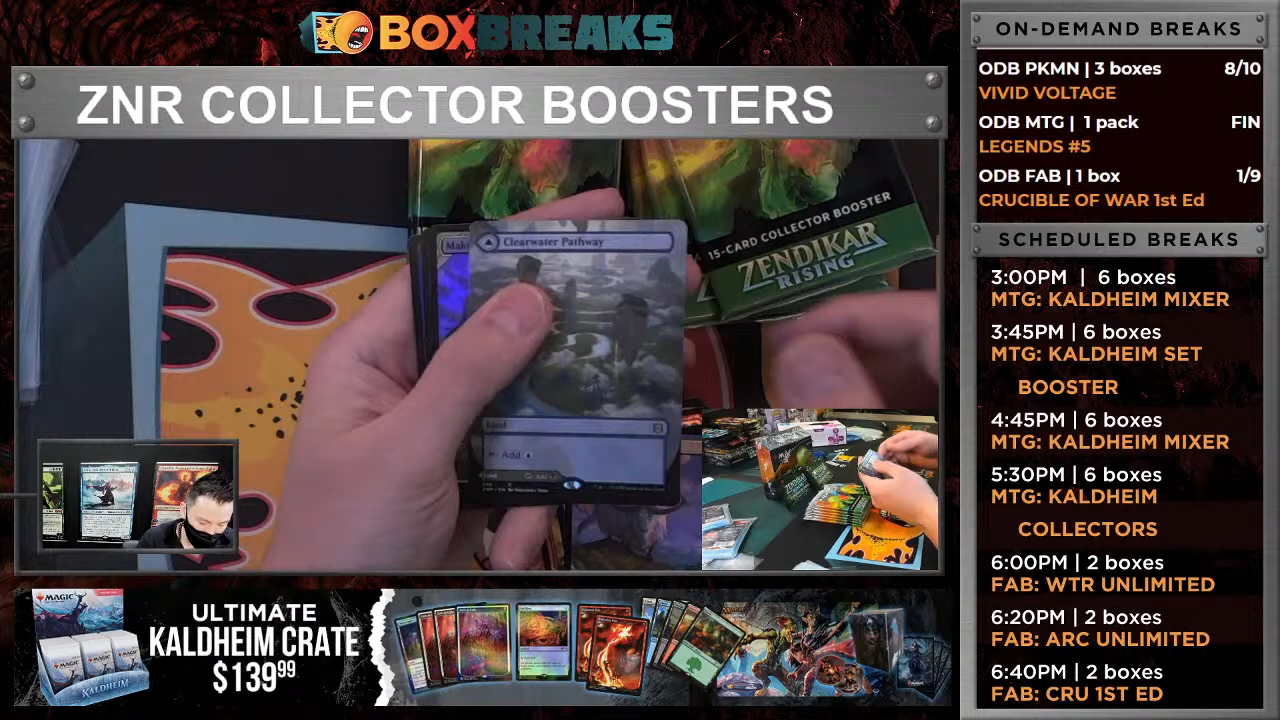 BOXBREAKS
ZNR COLLECTOR BOOSTERS
Clearwater Pathway
Land
Add
15-CARD COLLECTOR BOOSTER
ZENDIKAR
RISING
MAGIC
KALDHEIM
ULTIMATE
KALDHEIM CRATE
$139.99
ON-DEMAND BREAKS
ODB PKMN | 3 boxes 8/10
VIVID VOLTAGE
ODB MTG | 1 pack FIN
LEGENDS #5
ODB FAB | 1 box 1/9
CRUCIBLE OF WAR 1st Ed
SCHEDULED BREAKS
3:00PM | 6 boxes
MTG: KALDHEIM MIXER
3:45PM | 6 boxes
MTG: KALDHEIM SET
BOOSTER
4:45PM | 6 boxes
MTG: KALDHEIM MIXER
5:30PM | 6 boxes
MTG: KALDHEIM
COLLECTORS
6:00PM | 2 boxes
FAB: WTR UNLIMITED
6:20PM | 2 boxes
FAB: ARC UNLIMITED
6:40PM | 2 boxes
FAB: CRU 1ST ED